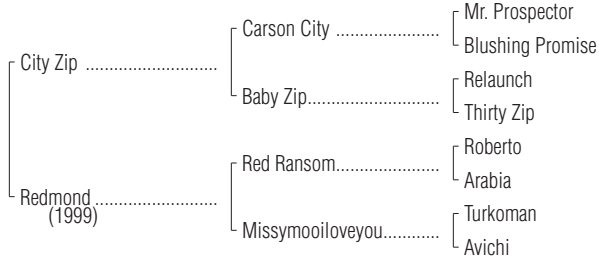 Mr. Prospector
Carson City ....................
Blushing Promise
City Zip .........................
Relaunch
Baby Zip.........................
Thirty Zip
Roberto
Red Ransom....................
Arabia
Redmond .......................
(1999)
Turkoman
Missymooiloveyou...........
Avichi